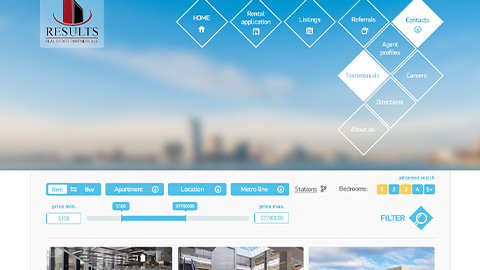 RESULTS
REAL ESTATE PARTNERS, LLC
HOME
Rental
application
Listings
Referrals
Contacts
Agent
profiles
Testimonials
Careers
Directions
About us
advanced search
Rent
Buy
Apartment
Location
Metro line
Stations
Bedrooms:
1
2
3
4
5+
price min.
$100
$100
$7790000
price max.
$7790000
FILTER